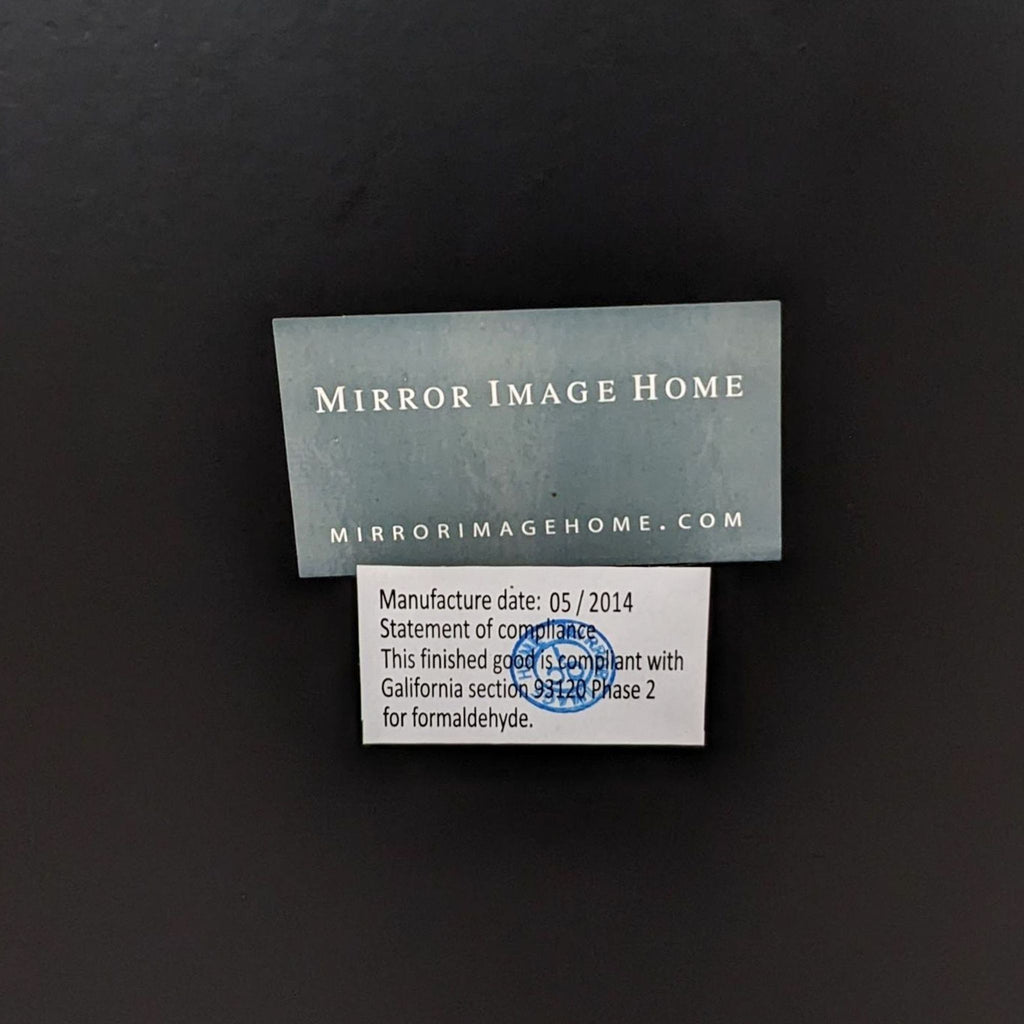 MIRROR IMAGE HOME
MIRRORIMAGEHOME.COM
Manufacture date: 05 / 2014
Statement of compliance
This finished good is compliant with
Galifornia section 93120 Phase 2
for formaldehyde.